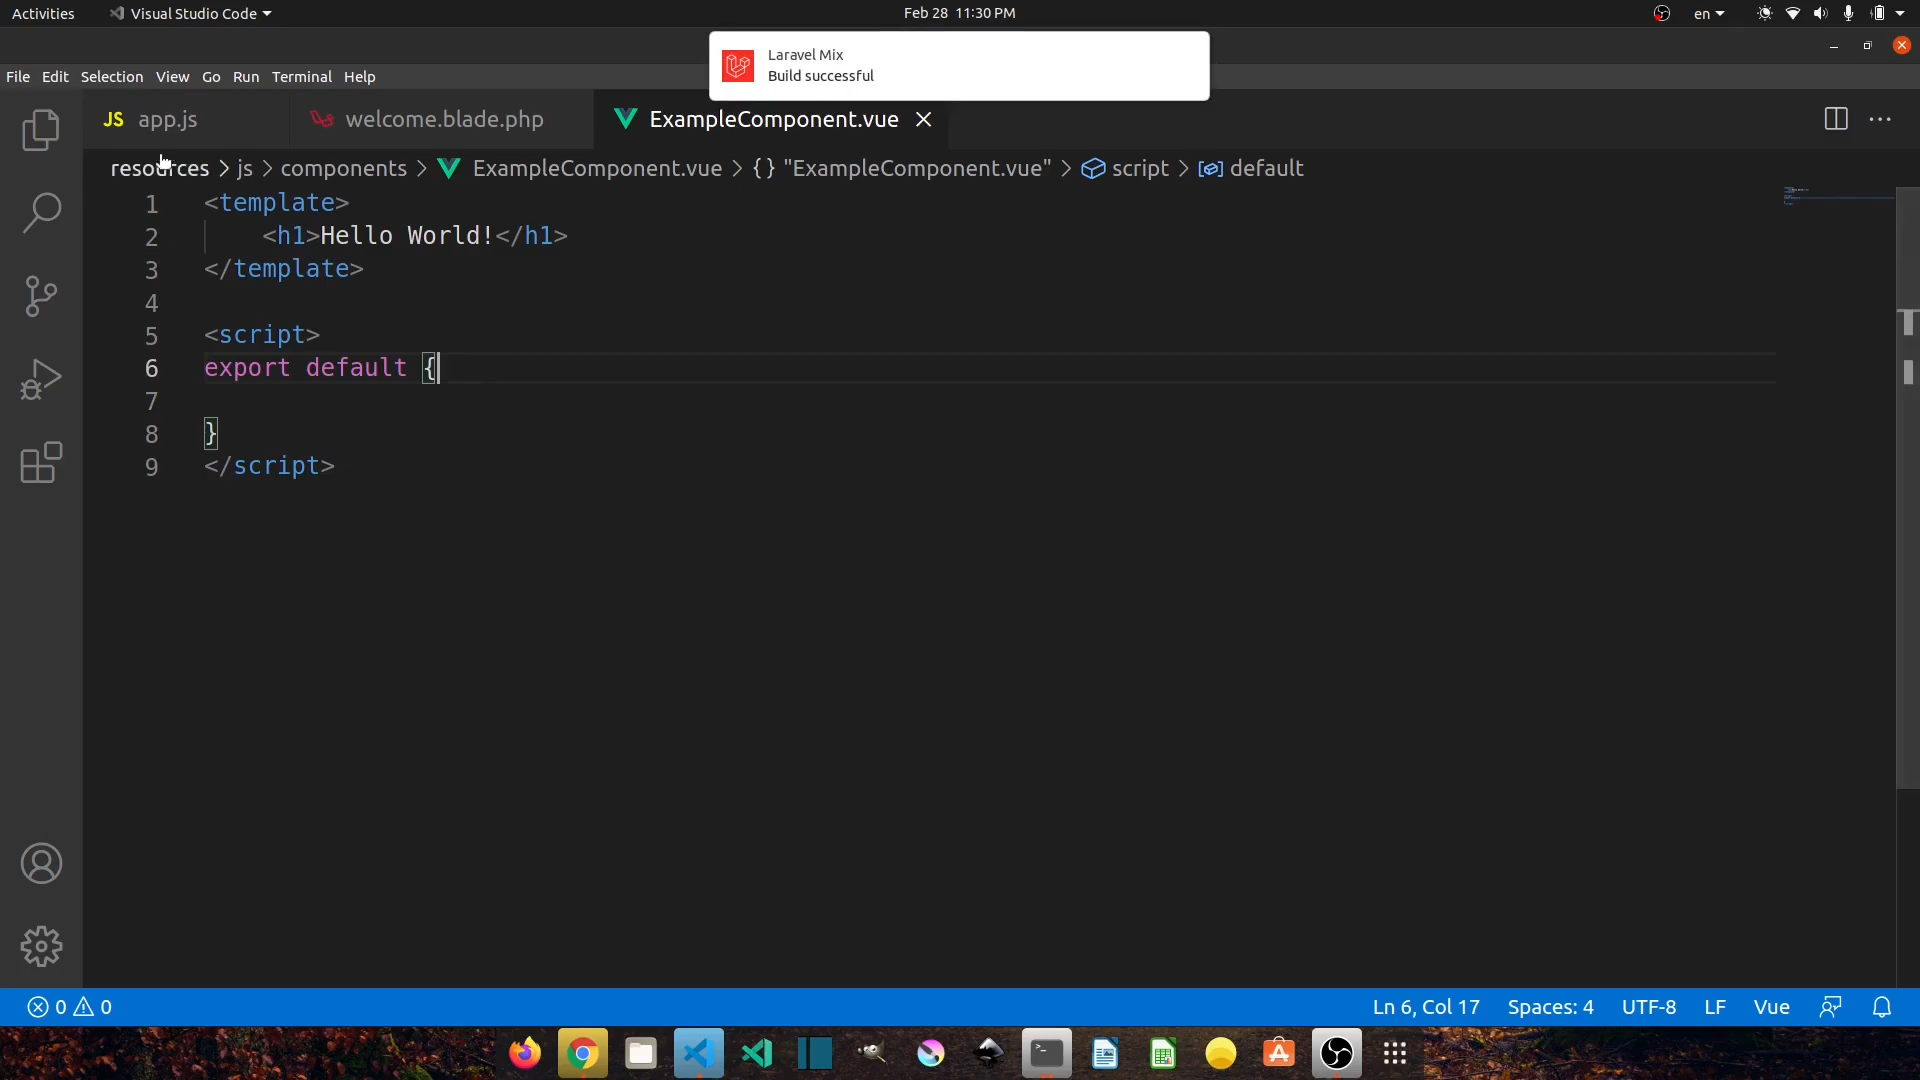 Activities Visual Studio Code Feb 28 11:30 PM en
Laravel Mix
Build successful
File Edit Selection View Go Run Terminal Help
JS app.js welcome.blade.php ExampleComponent.vue
resources > js > components > ExampleComponent.vue > {} "ExampleComponent.vue" > script > default
1 <template>
2 <h1>Hello World!</h1>
3 </template>
4
5 <script>
6 export default {
7
8 }
9 </script>
0 0 Ln 6, Col 17 Spaces: 4 UTF-8 LF Vue